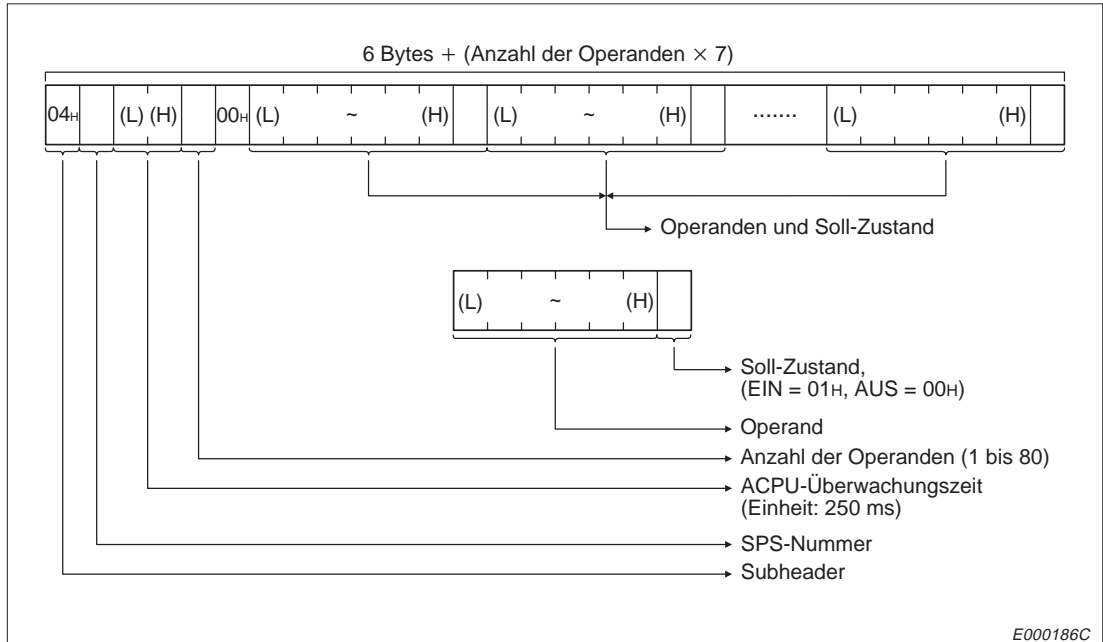 6 Bytes + (Anzahl der Operanden × 7)
04H (L) (H) 00H (L) ~ (H) (L) ~ (H) ....... (L) (H)
Operanden und Soll-Zustand
(L) ~ (H)
Soll-Zustand,
(EIN = 01H, AUS = 00H)
Operand
Anzahl der Operanden (1 bis 80)
ACPU-Überwachungszeit
(Einheit: 250 ms)
SPS-Nummer
Subheader
E000186C